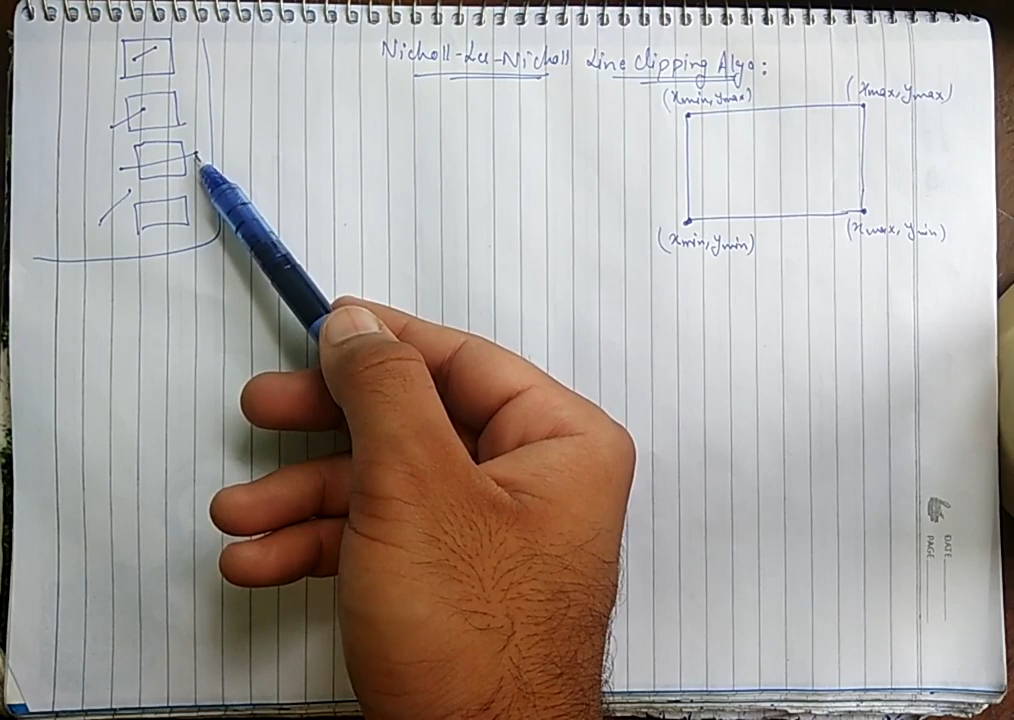 Nicholl-Lee-Nicholl Line Clipping Algo:
(xmin, ymax)
(xmax, ymax)
(xmin, ymin)
(xmax, ymin)
DATE
PAGE